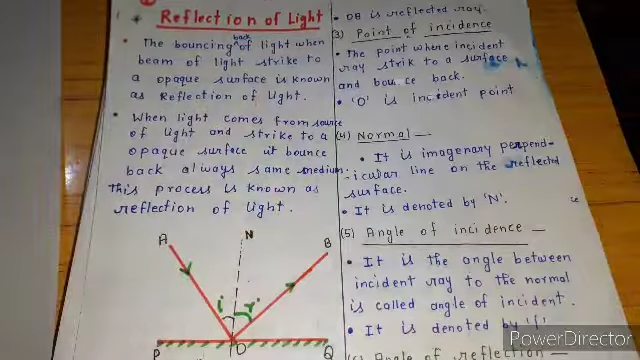 * Reflection of Light
• The bouncing back of light when
beam of light strike to
a opaque surface is known
as Reflection of Light.
• When light comes from source
of light and strike to a
opaque surface it bounce
back always same medium.
This process is known as
reflection of light.
A
N
B
i
r
P
O
Q
• OB is reflected ray.
3) Point of incidence
• The point where incident
ray strik to a surface
and bounce back.
• 'O' is incident point
(4) Normal —
• It is imagenary perpend-
icular line on the reflected
surface.
• It is denoted by 'N'.
(5) Angle of incidence —
• It is the angle between
incident ray to the normal
is called angle of incident.
• It is denoted by 'i'
Angle of reflection —
PowerDirector